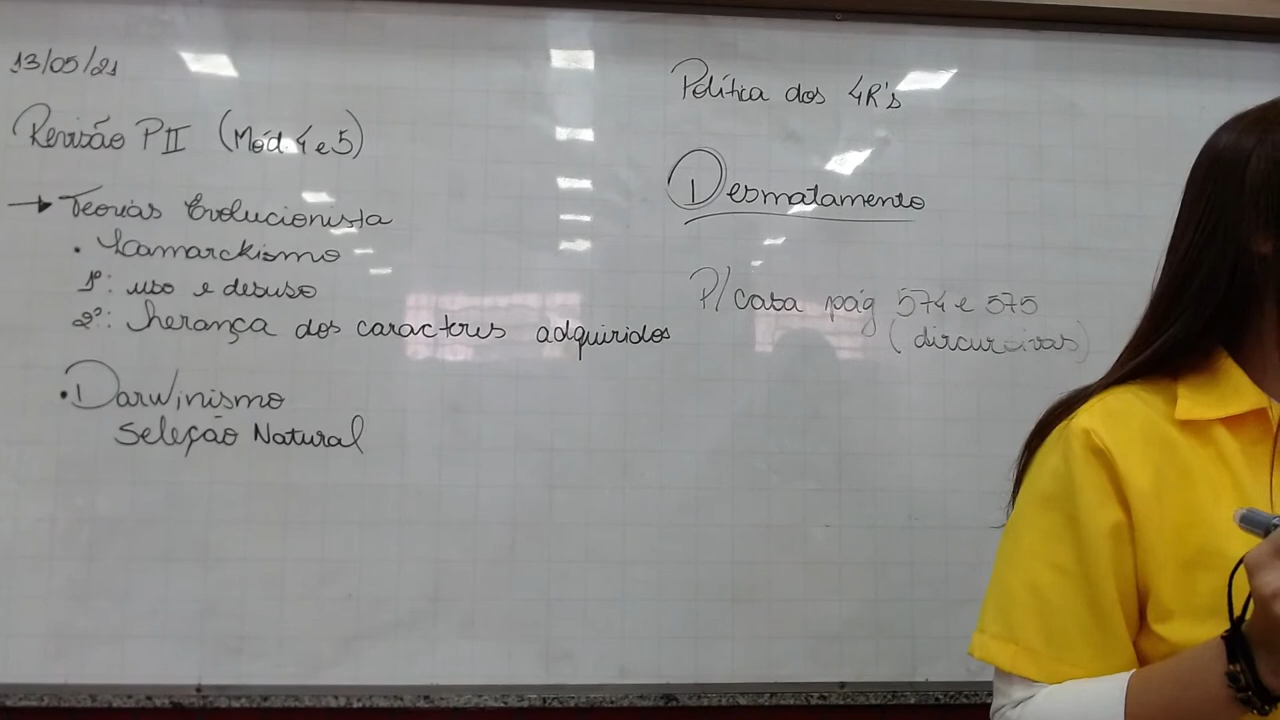 13/05/21
Revisão PII (Mód. 4 e 5)
→ Teorias Evolucionista
• Lamarckismo
1º: uso e desuso
2º: herança dos caracteres adquiridos
• Darwinismo
Seleção Natural
Política dos 4R's
Desmatamento
P/ casa pág 574 e 575
(discursivas)